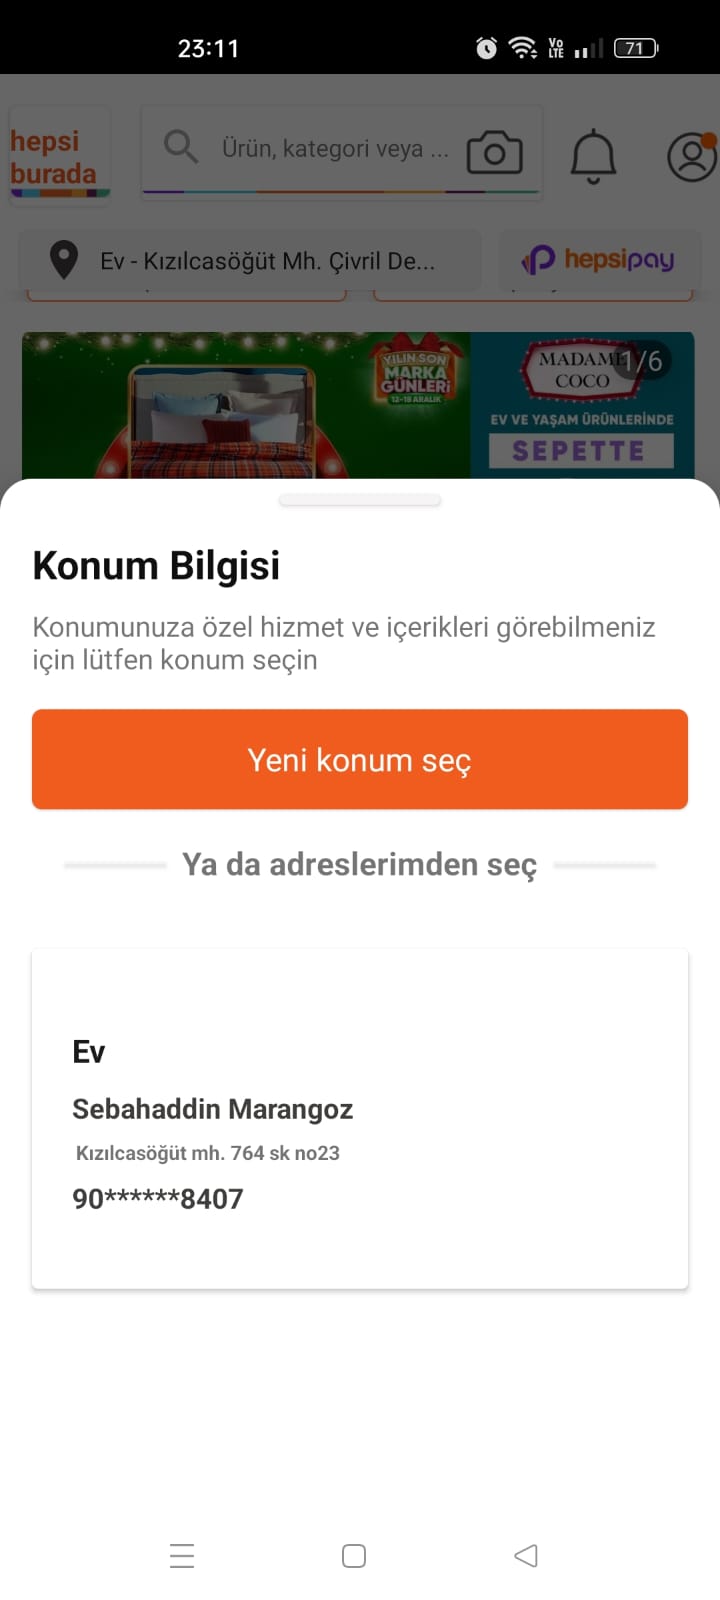 23:11
Vo
LTE
71
hepsi
burada
Ürün, kategori veya ...
Ev - Kızılcasöğüt Mh. Çivril De...
hepsipay
YILIN SON
MARKA
GÜNLERİ
12-18 ARALIK
MADAME
COCO
1/6
EV VE YAŞAM ÜRÜNLERİNDE
SEPETTE
Konum Bilgisi
Konumunuza özel hizmet ve içerikleri görebilmeniz
için lütfen konum seçin
Yeni konum seç
Ya da adreslerimden seç
Ev
Sebahaddin Marangoz
Kızılcasöğüt mh. 764 sk no23
90******8407